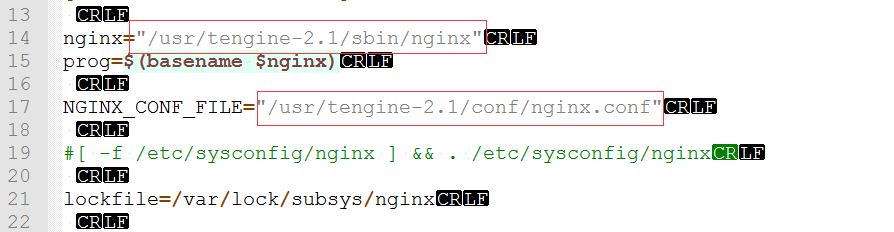 13 CRLF
14 nginx="/usr/tengine-2.1/sbin/nginx"CRLF
15 prog=$(basename $nginx)CRLF
16 CRLF
17 NGINX_CONF_FILE="/usr/tengine-2.1/conf/nginx.conf"CRLF
18 CRLF
19 #[ -f /etc/sysconfig/nginx ] && . /etc/sysconfig/nginxCRLF
20 CRLF
21 lockfile=/var/lock/subsys/nginxCRLF
22 CRLF